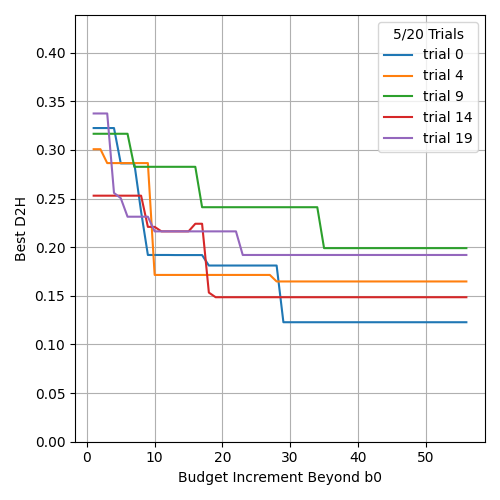 5/20 Trials
trial 0
trial 4
trial 9
trial 14
trial 19
Best D2H
0.40
0.35
0.30
0.25
0.20
0.15
0.10
0.05
0.00
0 10 20 30 40 50
Budget Increment Beyond b0